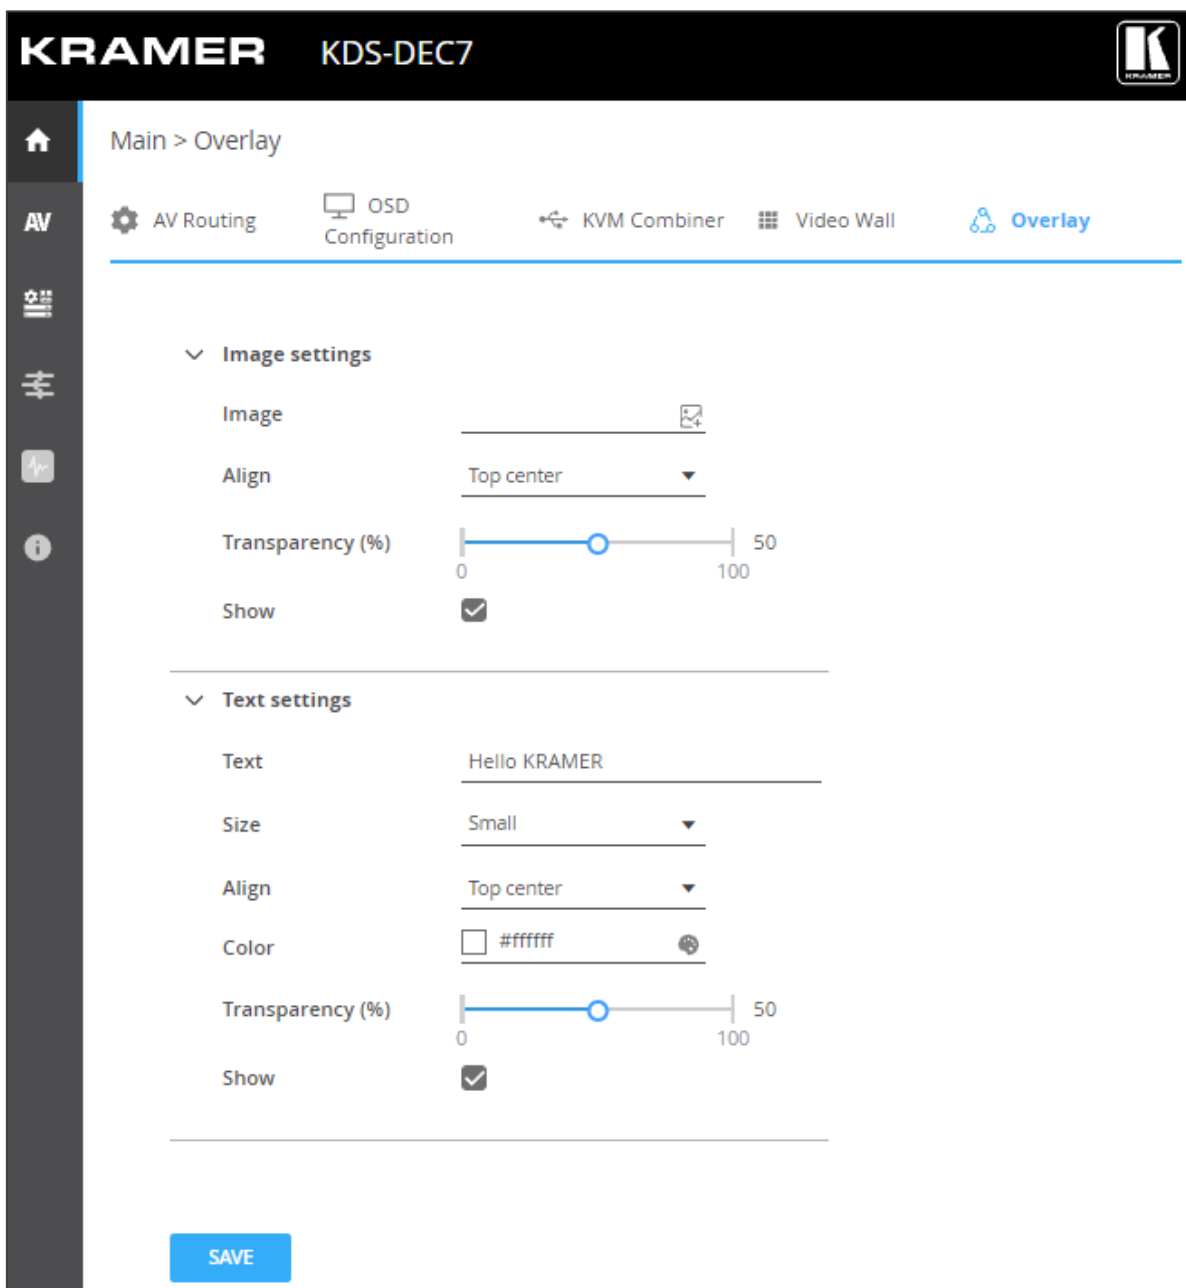 KRAMER KDS-DEC7
KRAMER
Main > Overlay
AV
AV Routing
OSD
Configuration
KVM Combiner
Video Wall
Overlay
Image settings
Image
Align Top center
Transparency (%) 50
0 100
Show
Text settings
Text Hello KRAMER
Size Small
Align Top center
Color #ffffff
Transparency (%) 50
0 100
Show
SAVE